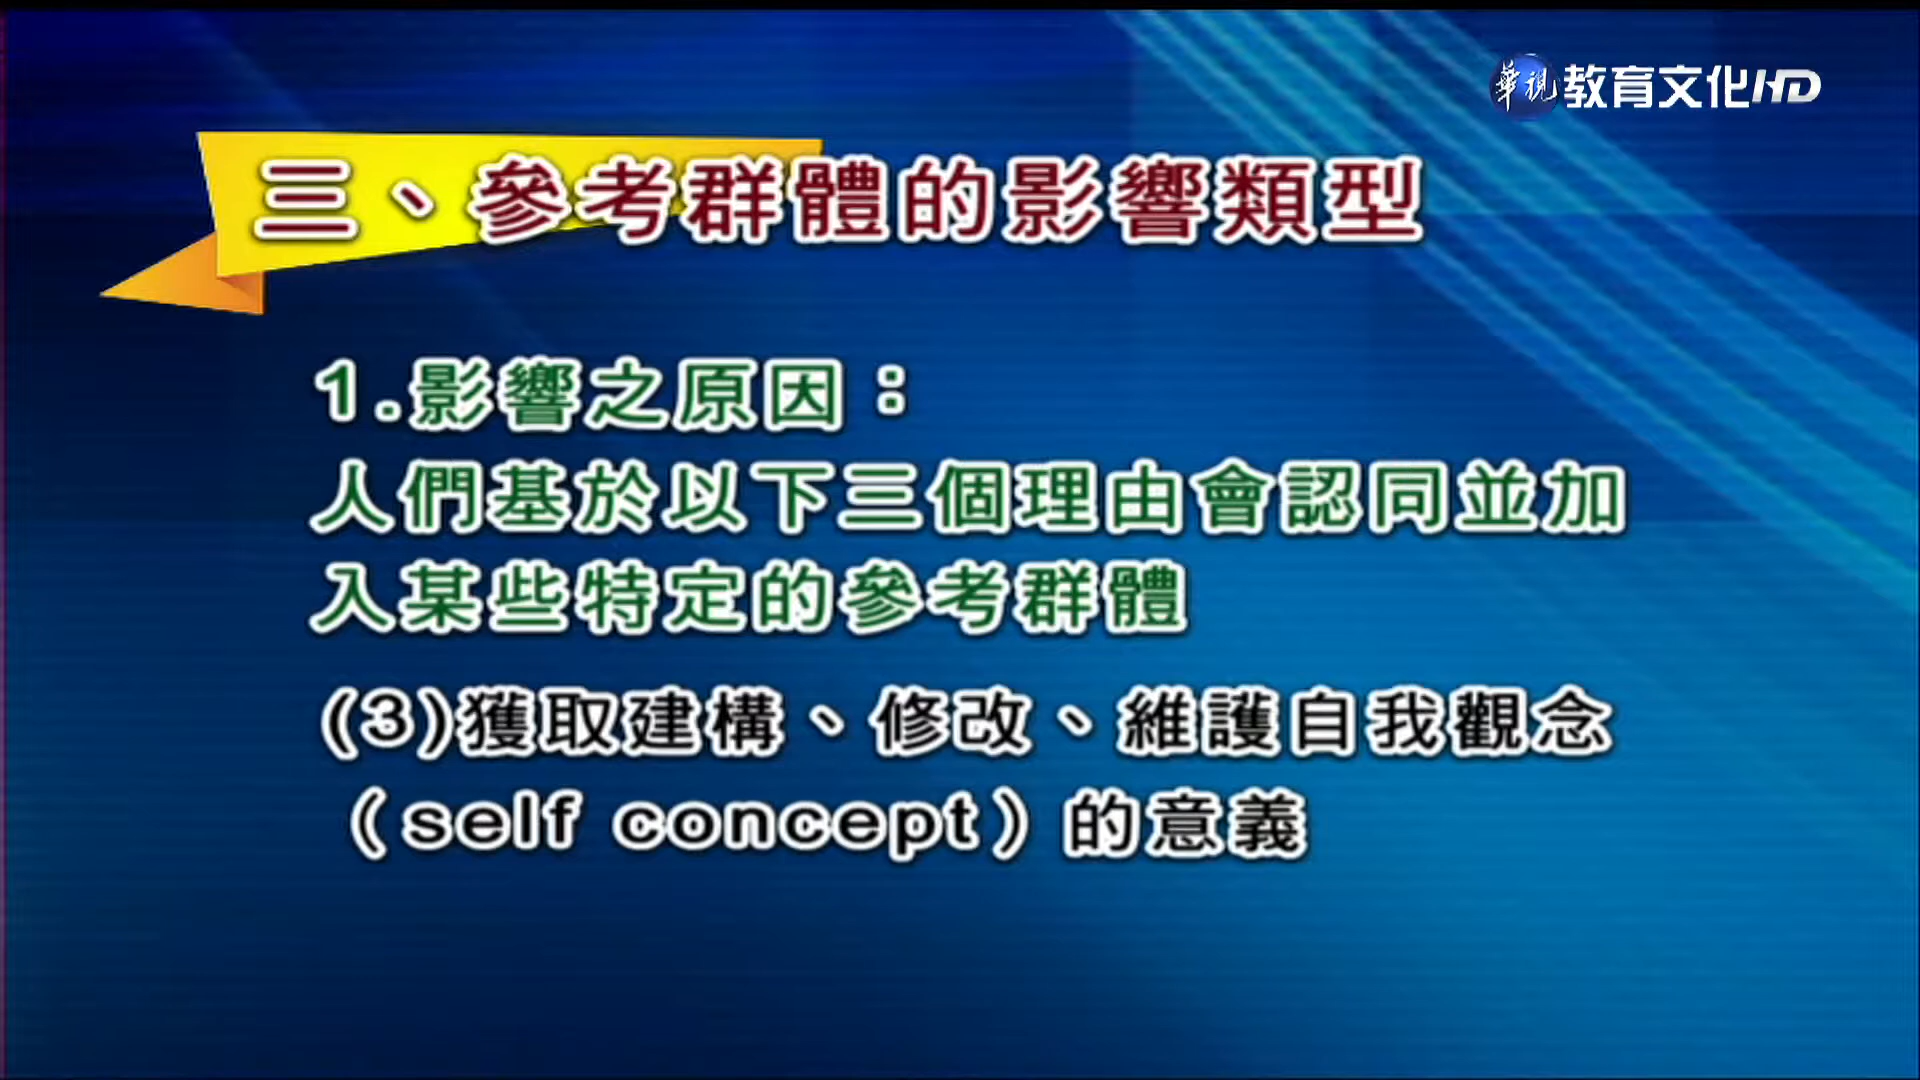 華視 教育文化HD
三、參考群體的影響類型
1.影響之原因：
人們基於以下三個理由會認同並加
入某些特定的參考群體
(3)獲取建構、修改、維護自我觀念
（self concept）的意義